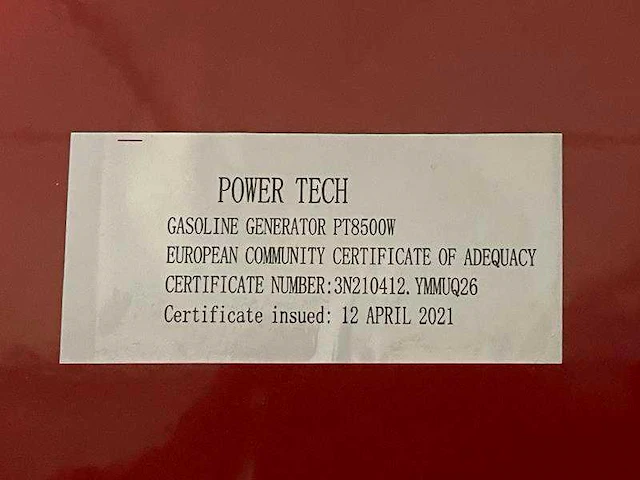 POWER TECH
GASOLINE GENERATOR PT8500W
EUROPEAN COMMUNITY CERTIFICATE OF ADEQUACY
CERTIFICATE NUMBER:3N210412.YMMUQ26
Certificate insued: 12 APRIL 2021